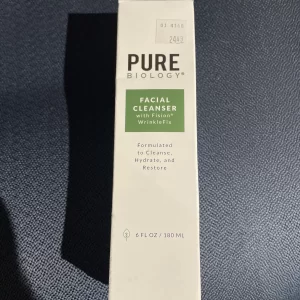 PURE
BIOLOGY®
FACIAL
CLEANSER
with Fision®
WrinkleFix
Formulated
to Cleanse,
Hydrate, and
Restore
6 FL OZ / 180 ML